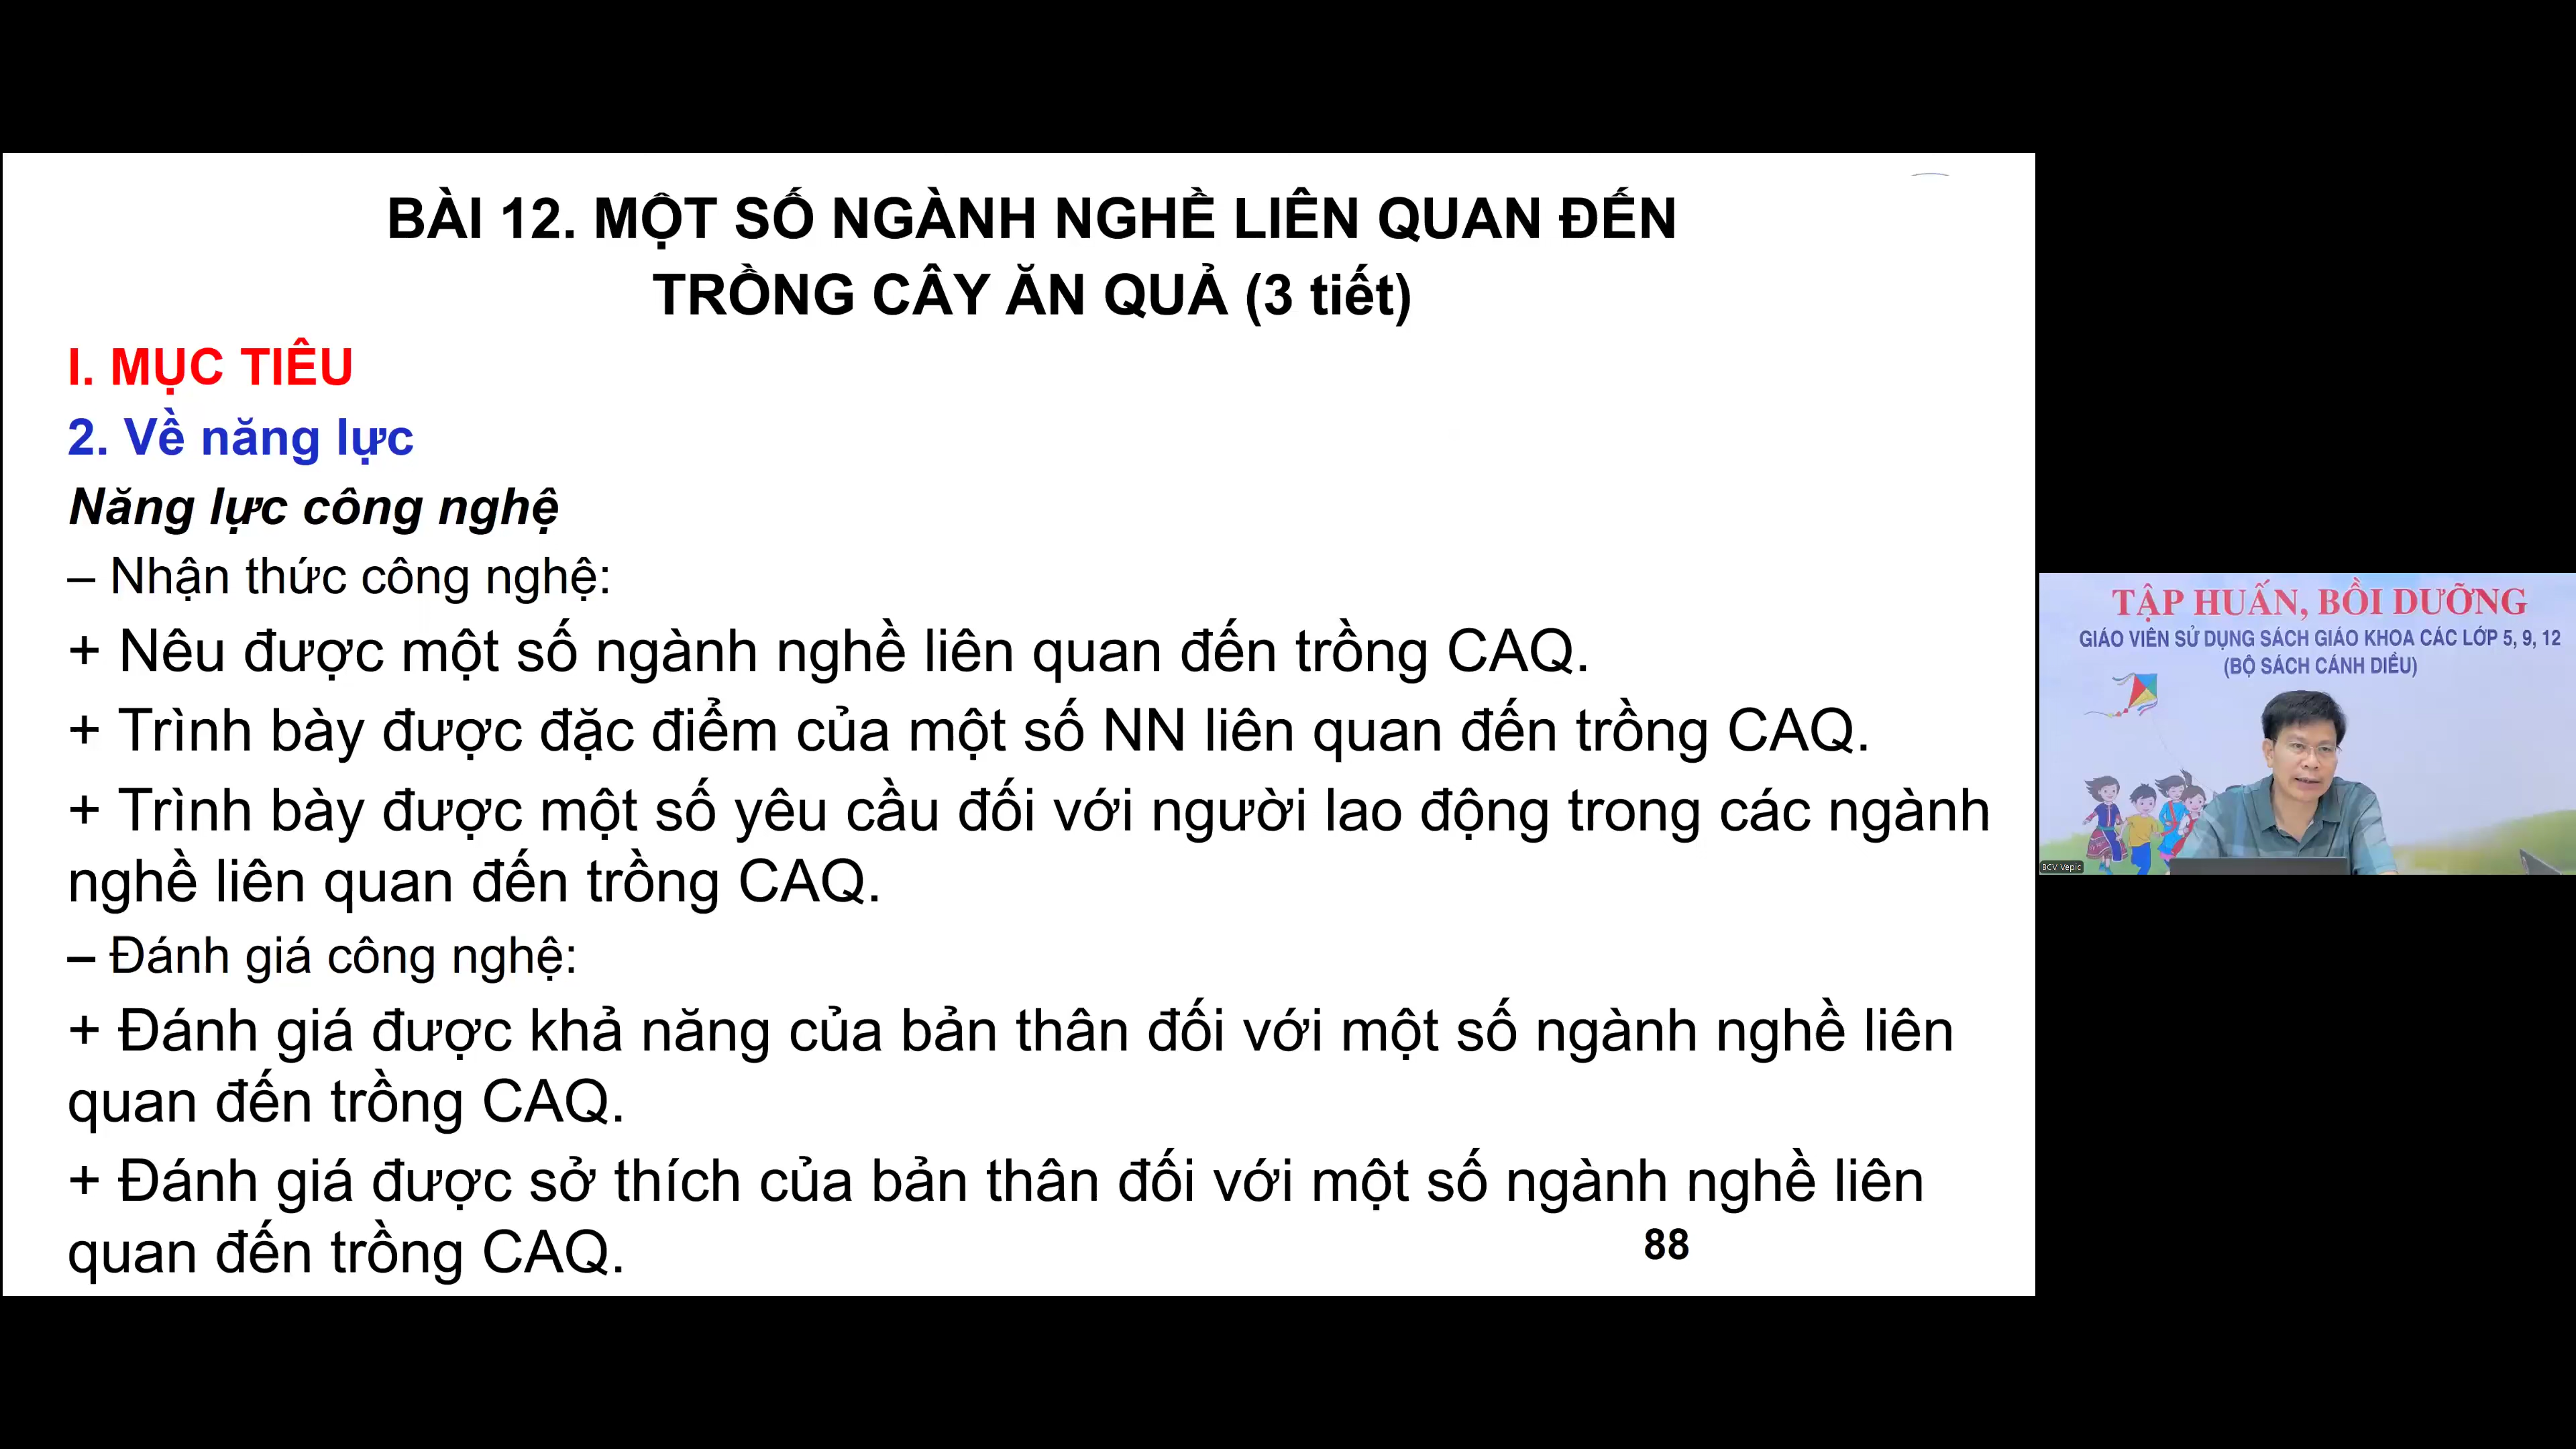 BÀI 12. MỘT SỐ NGÀNH NGHỀ LIÊN QUAN ĐẾN
TRỒNG CÂY ĂN QUẢ (3 tiết)
I. MỤC TIÊU
2. Về năng lực
Năng lực công nghệ
– Nhận thức công nghệ:
+ Nêu được một số ngành nghề liên quan đến trồng CAQ.
+ Trình bày được đặc điểm của một số NN liên quan đến trồng CAQ.
+ Trình bày được một số yêu cầu đối với người lao động trong các ngành
nghề liên quan đến trồng CAQ.
– Đánh giá công nghệ:
+ Đánh giá được khả năng của bản thân đối với một số ngành nghề liên
quan đến trồng CAQ.
+ Đánh giá được sở thích của bản thân đối với một số ngành nghề liên
quan đến trồng CAQ.
88
TẬP HUẤN, BỒI DƯỠNG
GIÁO VIÊN SỬ DỤNG SÁCH GIÁO KHOA CÁC LỚP 5, 9, 12
(BỘ SÁCH CÁNH DIỀU)
BCV Vepic